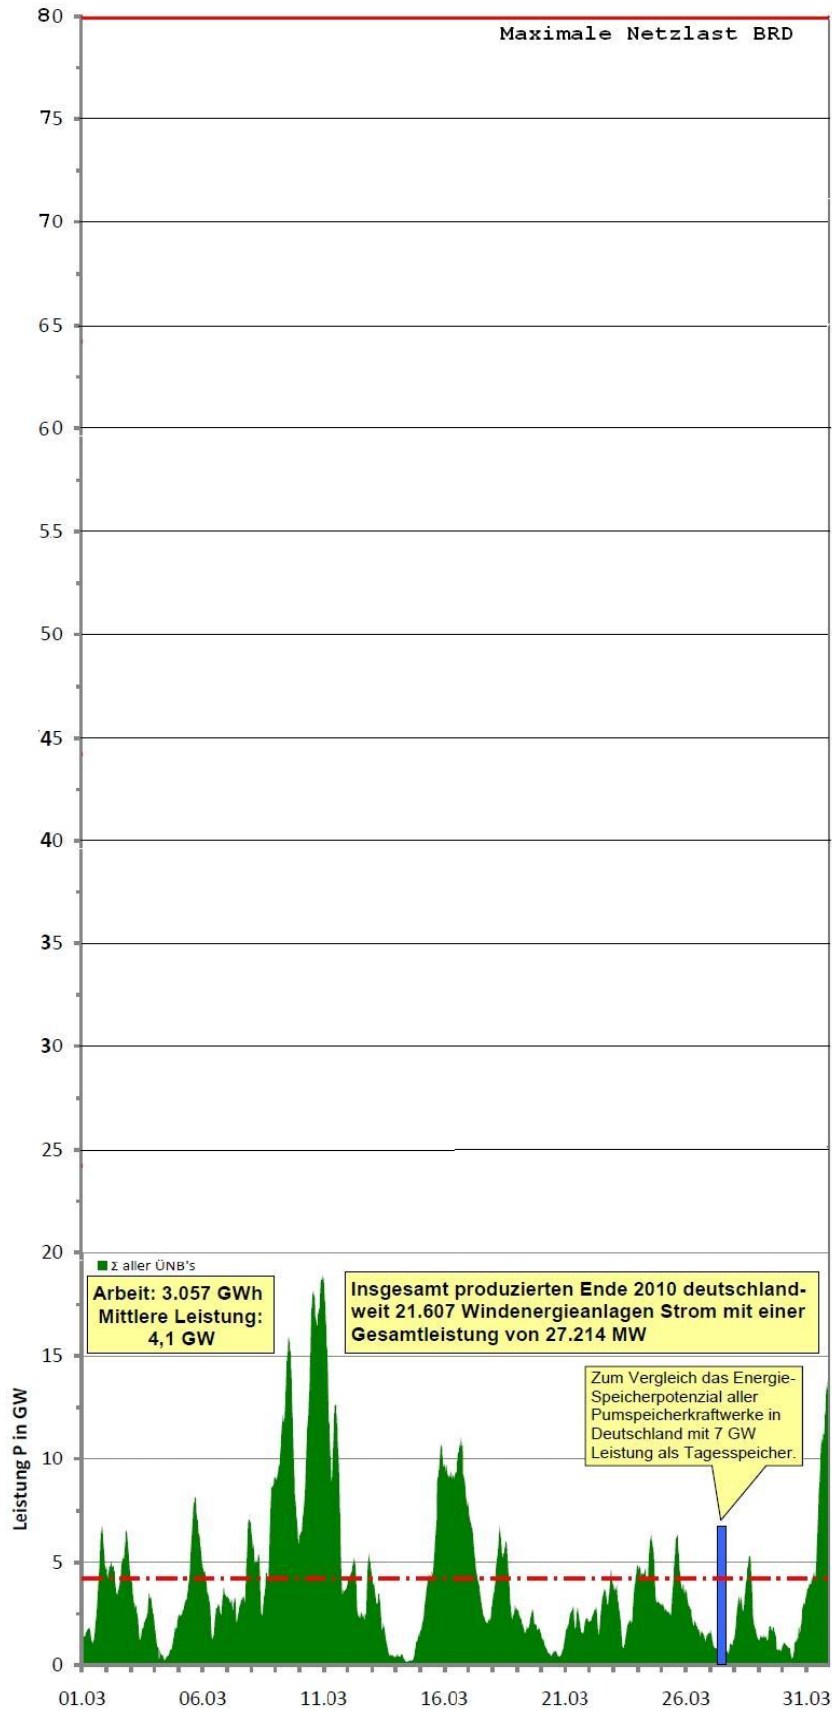 80
Maximale Netzlast BRD
75
70
65
60
55
50
45
40
35
30
25
20
Σ aller ÜNB's
Arbeit: 3.057 GWh
Mittlere Leistung:
4,1 GW
Insgesamt produzierten Ende 2010 deutschland-
weit 21.607 Windenergieanlagen Strom mit einer
Gesamtleistung von 27.214 MW
15
Zum Vergleich das Energie-
Speicherpotenzial aller
Pumspeicherkraftwerke in
Deutschland mit 7 GW
Leistung als Tagesspeicher.
Leistung P in GW
10
5
0
01.03 06.03 11.03 16.03 21.03 26.03 31.03